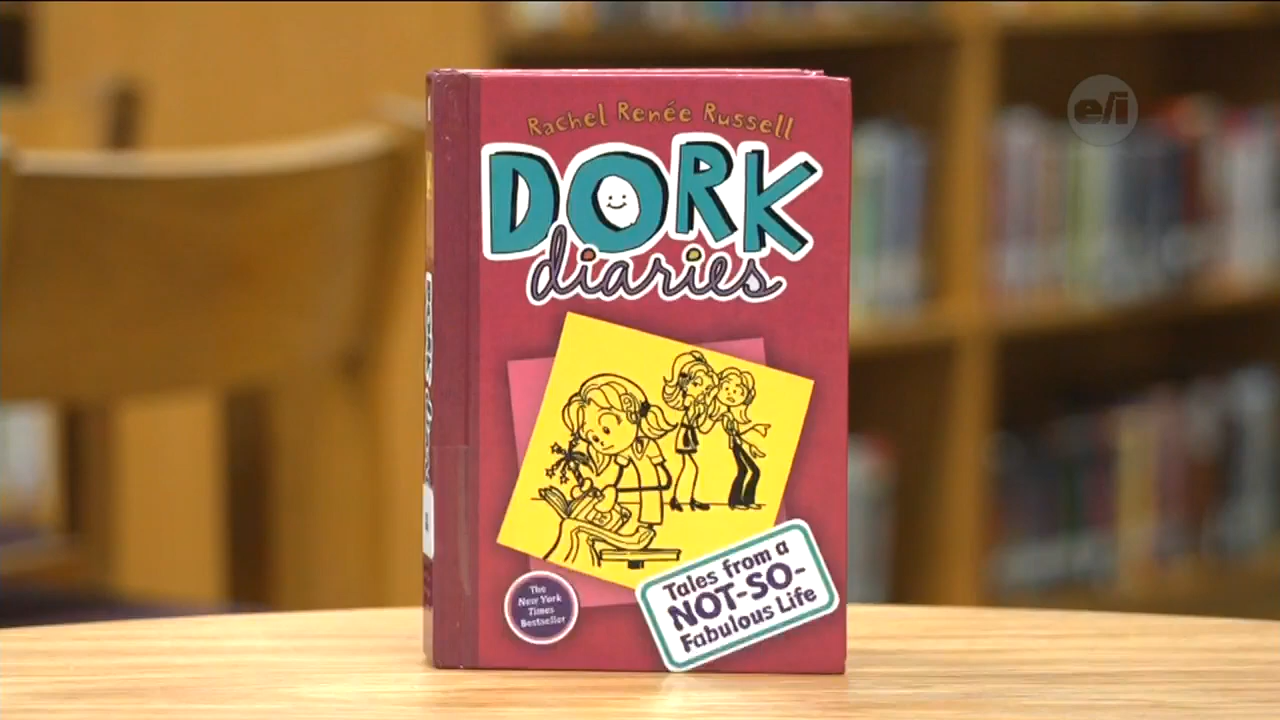 e/i
Rachel Renée Russell
DORK
diaries
Tales from a
NOT-SO-
Fabulous Life
The
New York
Times
Bestseller